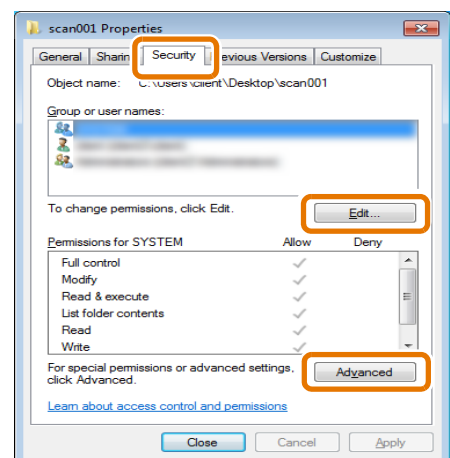 scan001 Properties
General Sharin Security evious Versions Customize
Object name: C:\Users\client\Desktop\scan001
Group or user names:
To change permissions, click Edit.
Edit...
Permissions for SYSTEM Allow Deny
Full control
Modify
Read & execute
List folder contents
Read
Write
For special permissions or advanced settings,
click Advanced.
Advanced
Learn about access control and permissions
Close Cancel Apply